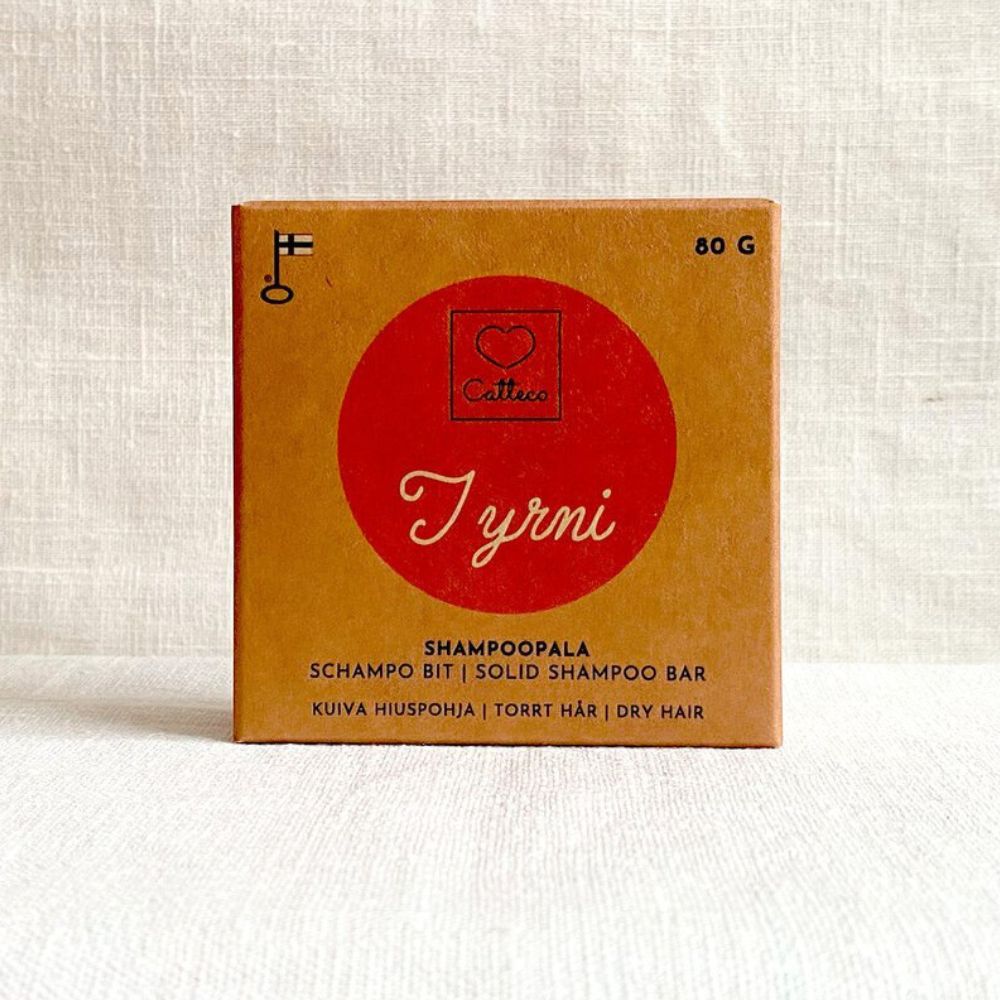 80 G
®
Catteco
Tyrni
SHAMPOOPALA
SCHAMPO BIT | SOLID SHAMPOO BAR
KUIVA HIUSPOHJA | TORRT HÅR | DRY HAIR